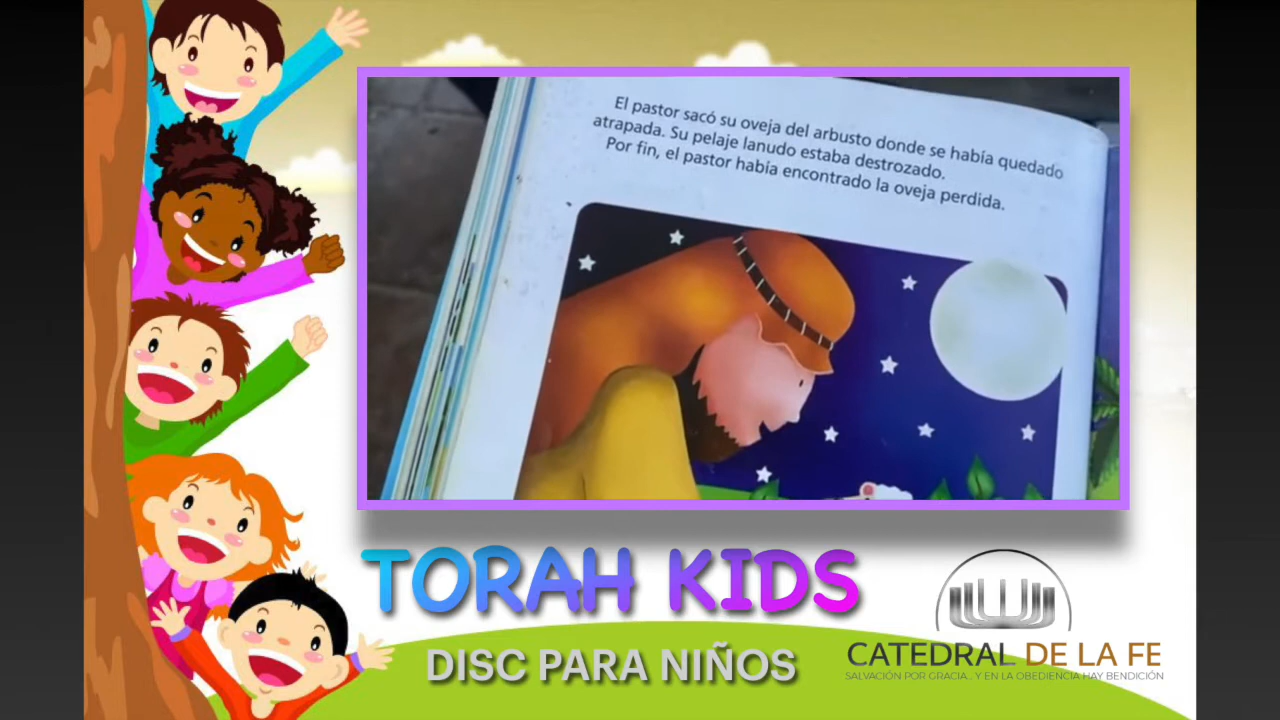 El pastor sacó su oveja del arbusto donde se había quedado
atrapada. Su pelaje lanudo estaba destrozado.
Por fin, el pastor había encontrado la oveja perdida.
TORAH KIDS
DISC PARA NIÑOS
CATEDRAL DE LA FE
SALVACIÓN POR GRACIA... Y EN LA OBEDIENCIA HAY BENDICIÓN